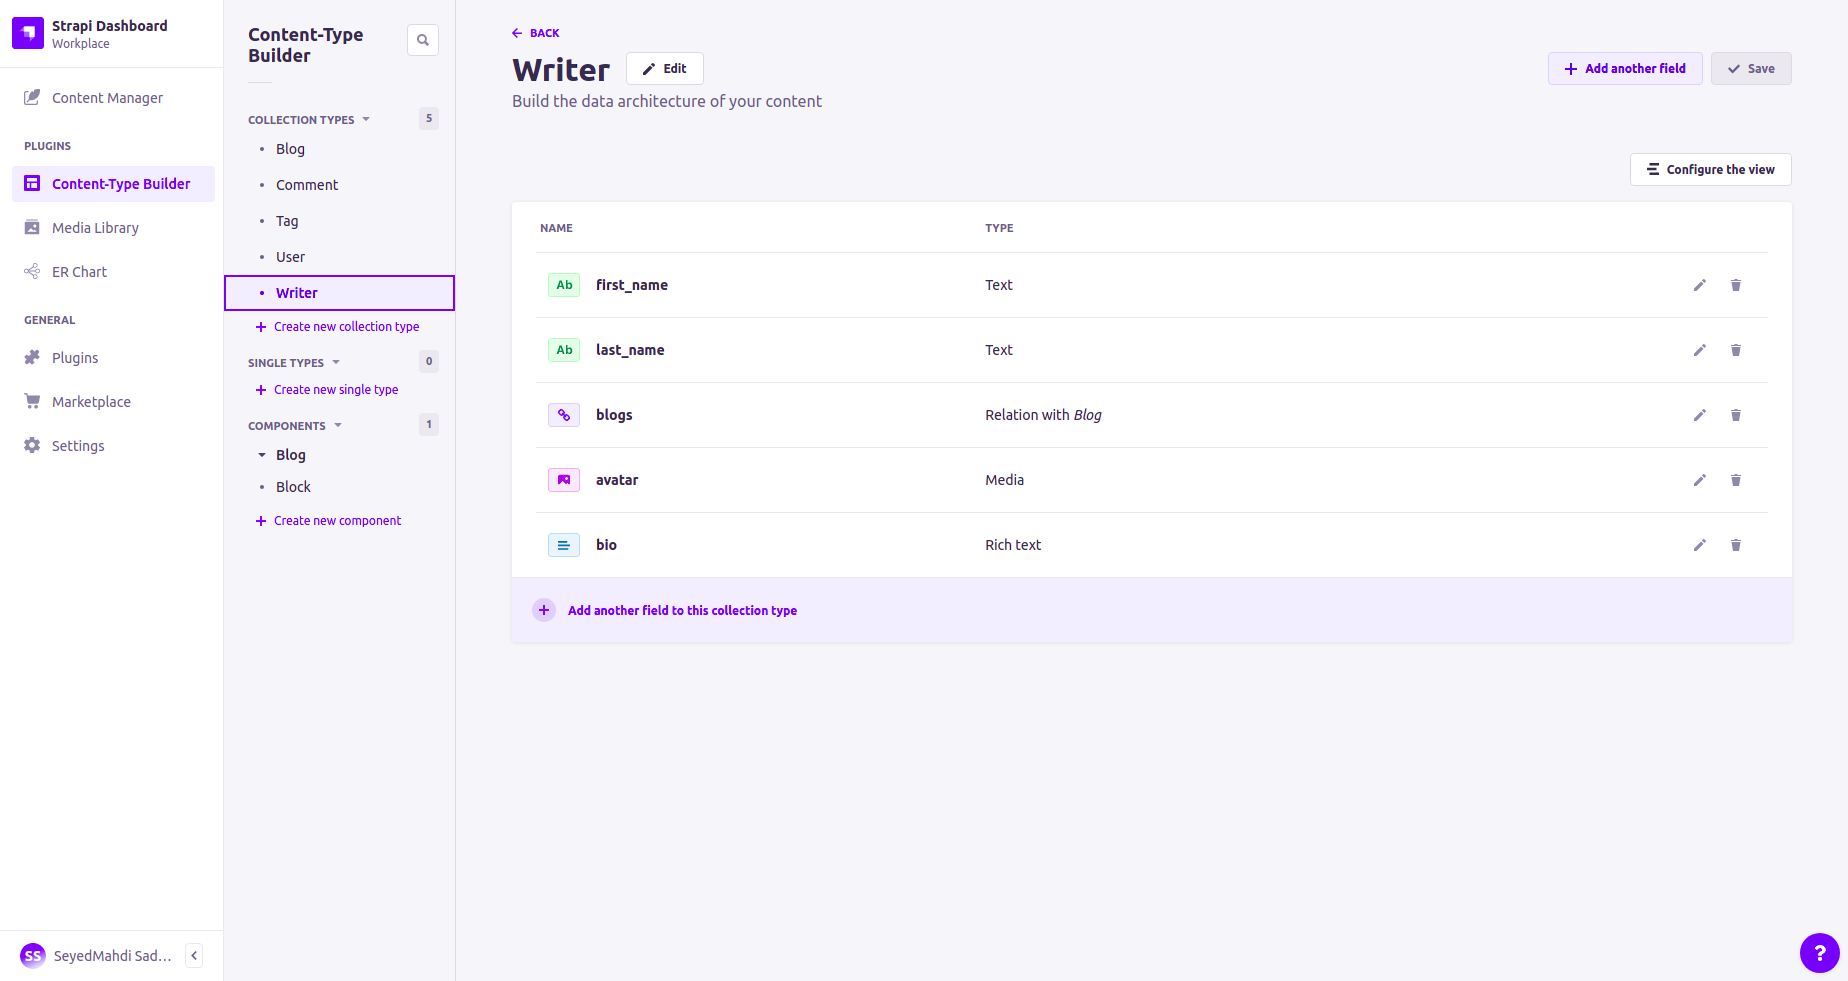 Strapi Dashboard
Workplace
Content Manager
PLUGINS
Content-Type Builder
Media Library
ER Chart
GENERAL
Plugins
Marketplace
Settings
SS
SeyedMahdi Sad...
Content-Type
Builder
COLLECTION TYPES
5
Blog
Comment
Tag
User
Writer
Create new collection type
SINGLE TYPES
0
Create new single type
COMPONENTS
1
Blog
Block
Create new component
BACK
Writer
Edit
Add another field
Save
Build the data architecture of your content
Configure the view
NAME TYPE
Ab first_name Text
Ab last_name Text
blogs Relation with Blog
avatar Media
bio Rich text
Add another field to this collection type
?